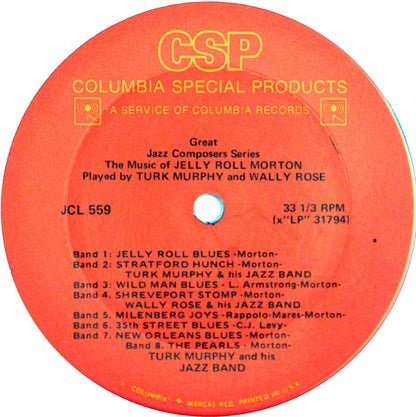 CSP
COLUMBIA SPECIAL PRODUCTS
A SERVICE OF COLUMBIA RECORDS
Great
Jazz Composers Series
The Music of JELLY ROLL MORTON
Played by TURK MURPHY and WALLY ROSE
JCL 559
33 1/3 RPM
(x"LP" 31794)
Band 1: JELLY ROLL BLUES -Morton-
Band 2: STRATFORD HUNCH -Morton-
TURK MURPHY & his JAZZ BAND
Band 3: WILD MAN BLUES - L. Armstrong-Morton-
Band 4: SHREVEPORT STOMP -Morton-
WALLY ROSE & his JAZZ BAND
Band 5: MILENBERG JOYS -Rappolo-Mares-Morton-
Band 6: 35th STREET BLUES -C.J. Levy-
Band 7: NEW ORLEANS BLUES -Morton-
Band 8. THE PEARLS - Morton-
TURK MURPHY and his
JAZZ BAND
"COLUMBIA" MARCAS REG. PRINTED IN U.S.A.